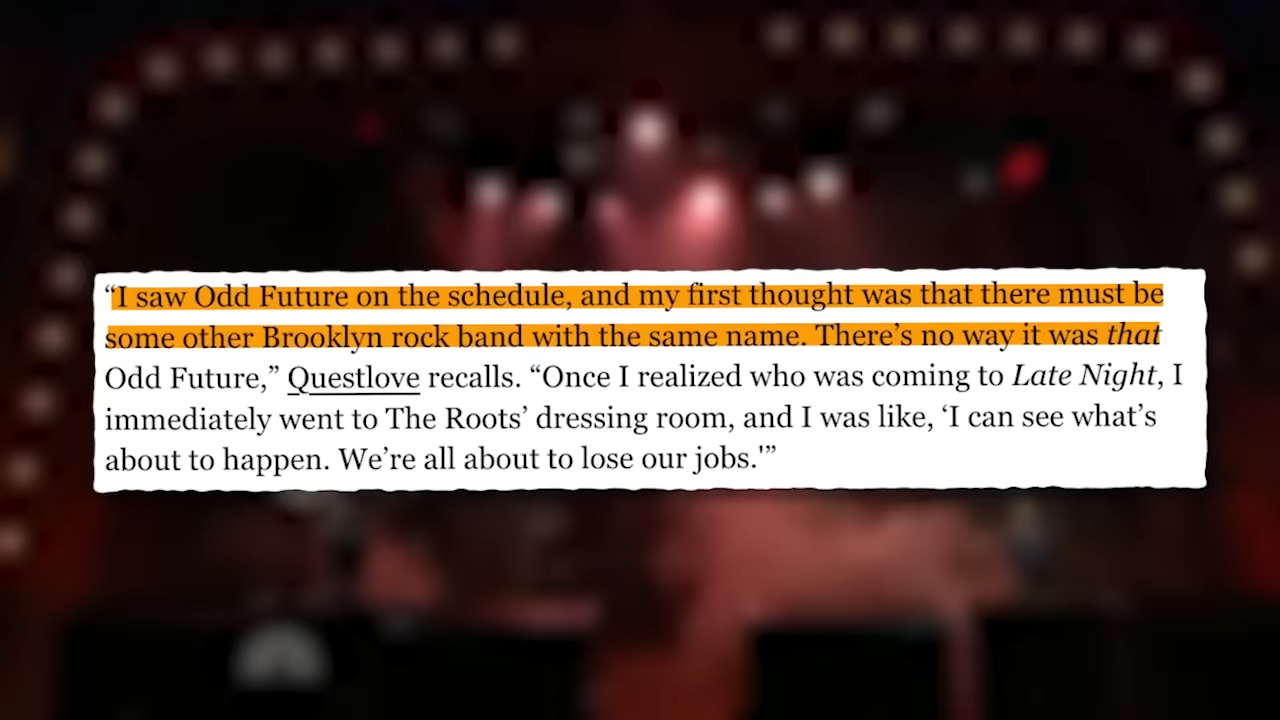 “I saw Odd Future on the schedule, and my first thought was that there must be
some other Brooklyn rock band with the same name. There’s no way it was that
Odd Future,” Questlove recalls. “Once I realized who was coming to Late Night, I
immediately went to The Roots’ dressing room, and I was like, ‘I can see what’s
about to happen. We’re all about to lose our jobs.'”